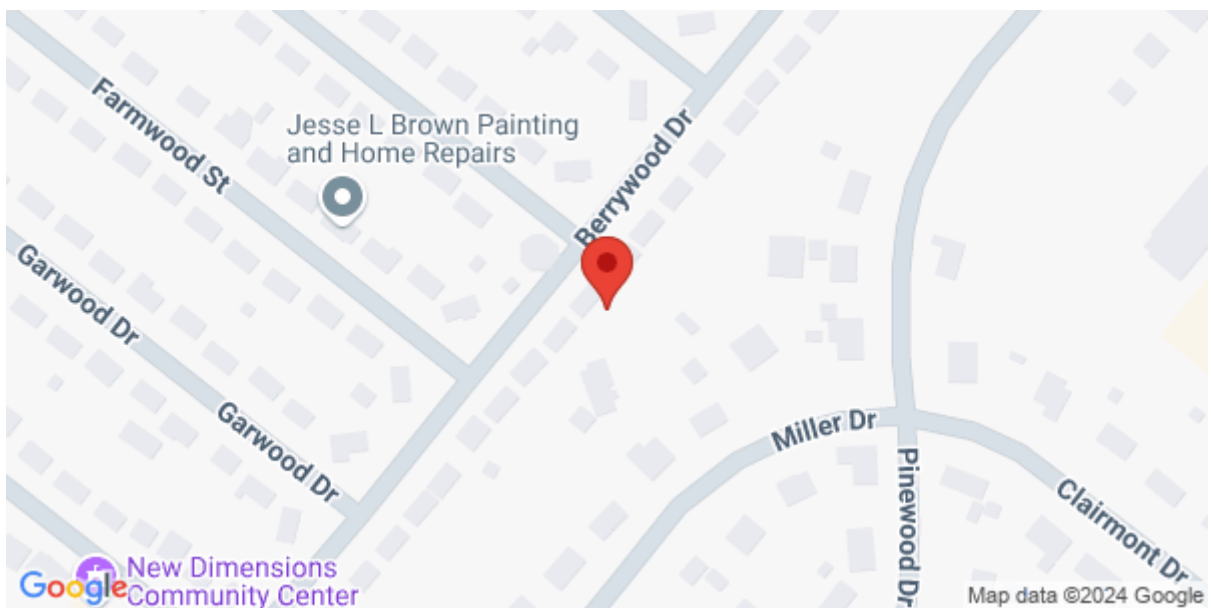 Farmwood St
Jesse L Brown Painting
and Home Repairs
Berrywood Dr
Garwood Dr
Garwood Dr
Miller Dr
Pinewood Dr
Clairmont Dr
New Dimensions
Community Center
Google
Map data ©2024 Google